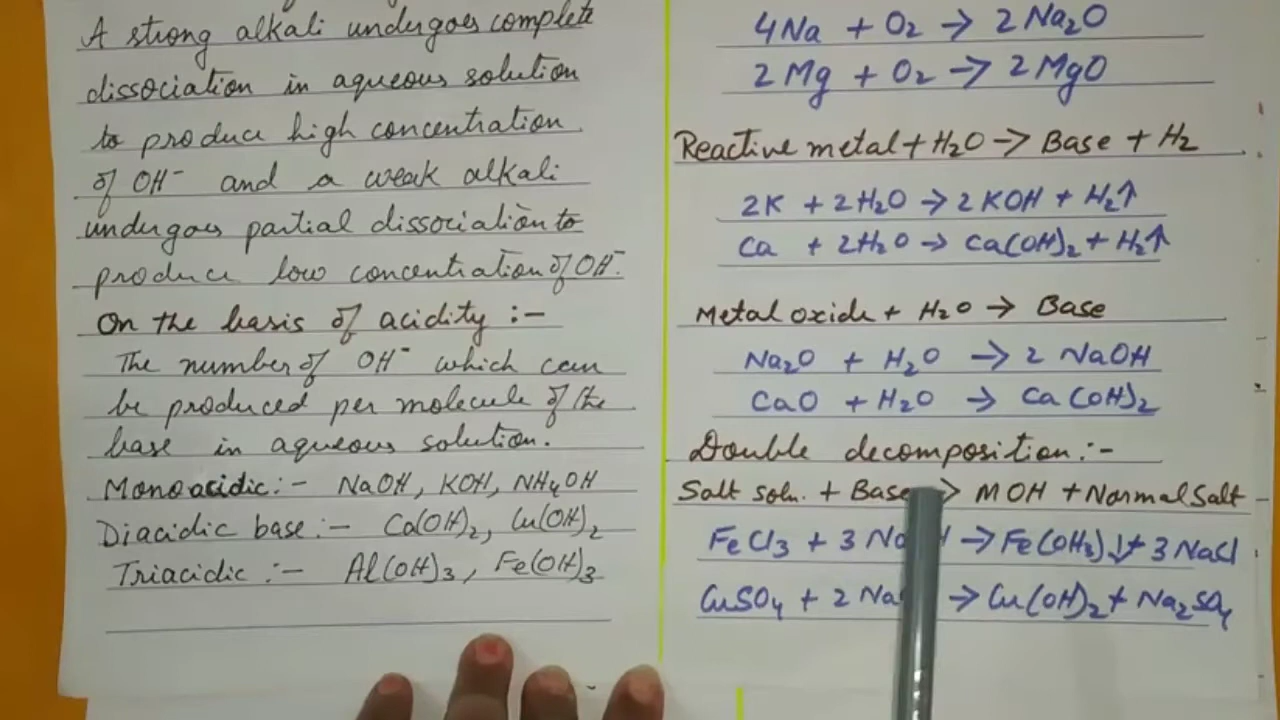 A strong alkali undergoes complete
dissociation in aqueous solution
to produce high concentration
of OH⁻ and a weak alkali
undergoes partial dissociation to
produce low concentration of OH⁻.
On the basis of acidity :-
The number of OH⁻ which can
be produced per molecule of the
base in aqueous solution.
Monoacidic :- NaOH, KOH, NH₄OH
Diacidic base :- Ca(OH)₂, Cu(OH)₂
Triacidic :- Al(OH)₃, Fe(OH)₃
4Na + O₂ → 2Na₂O
2Mg + O₂ → 2MgO
Reactive metal + H₂O → Base + H₂
2K + 2H₂O → 2KOH + H₂↑
Ca + 2H₂O → Ca(OH)₂ + H₂↑
Metal oxide + H₂O → Base
Na₂O + H₂O → 2 NaOH
CaO + H₂O → Ca(OH)₂
Double decomposition :-
Salt soln. + Base → MOH + Normal Salt
FeCl₃ + 3 Na H → Fe(OH₃)↓ + 3 NaCl
CuSO₄ + 2 Na → Cu(OH)₂ + Na₂SO₄